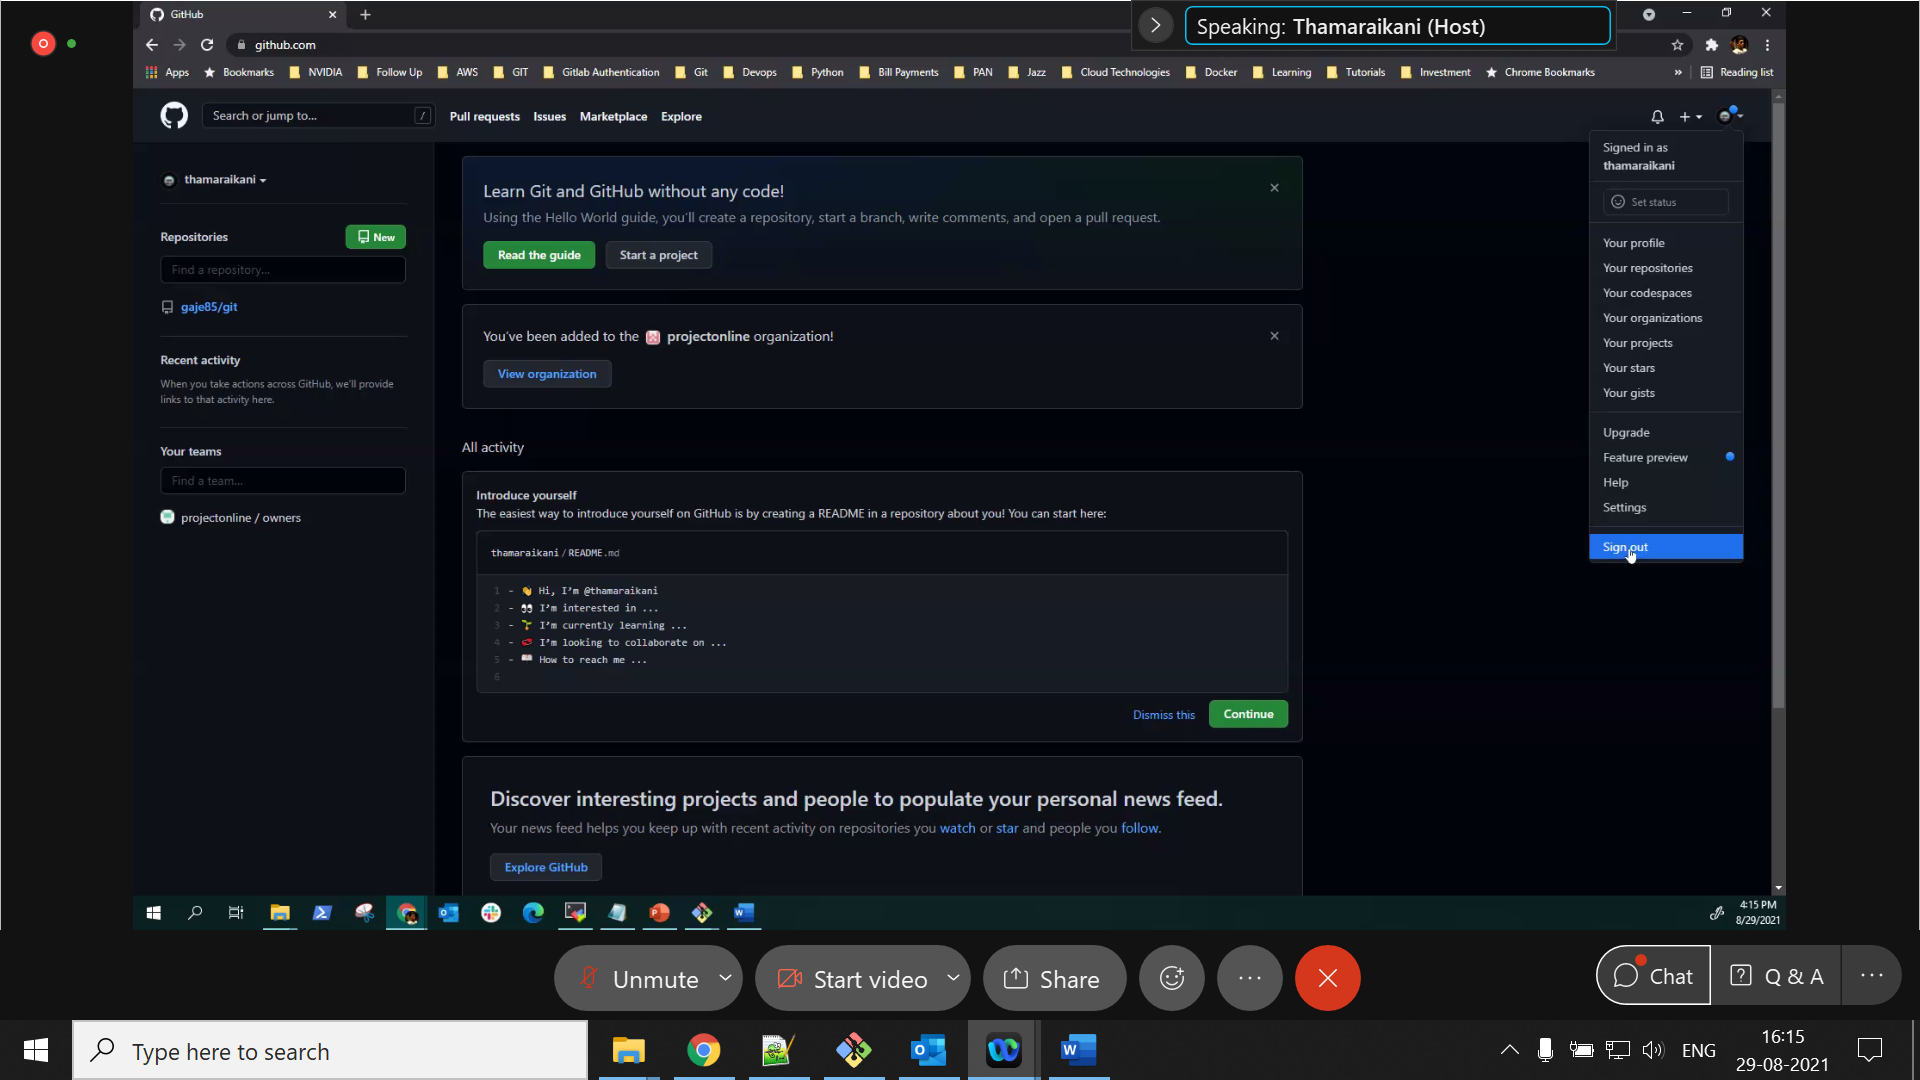 GitHub
Speaking: Thamaraikani (Host)
github.com
Apps Bookmarks NVIDIA Follow Up AWS GIT Gitlab Authentication Git Devops Python Bill Payments PAN Jazz Cloud Technologies Docker Learning Tutorials Investment Chrome Bookmarks » Reading list
Search or jump to... /
Pull requests Issues Marketplace Explore
Signed in as
thamaraikani
Set status
Your profile
Your repositories
Your codespaces
Your organizations
Your projects
Your stars
Your gists
Upgrade
Feature preview
Help
Settings
Sign out
thamaraikani
Repositories New
Find a repository...
gaje85/git
Recent activity
When you take actions across GitHub, we'll provide
links to that activity here.
Your teams
Find a team...
projectonline / owners
Learn Git and GitHub without any code!
Using the Hello World guide, you'll create a repository, start a branch, write comments, and open a pull request.
Read the guide Start a project
You've been added to the projectonline organization!
View organization
All activity
Introduce yourself
The easiest way to introduce yourself on GitHub is by creating a README in a repository about you! You can start here:
thamaraikani / README.md
1 - 👋 Hi, I'm @thamaraikani
2 - 👀 I'm interested in ...
3 - 🌱 I'm currently learning ...
4 - 💞️ I'm looking to collaborate on ...
5 - 📫 How to reach me ...
6
Dismiss this Continue
Discover interesting projects and people to populate your personal news feed.
Your news feed helps you keep up with recent activity on repositories you watch or star and people you follow.
Explore GitHub
4:15 PM
8/29/2021
Unmute Start video Share Chat Q & A
Type here to search
ENG
16:15
29-08-2021